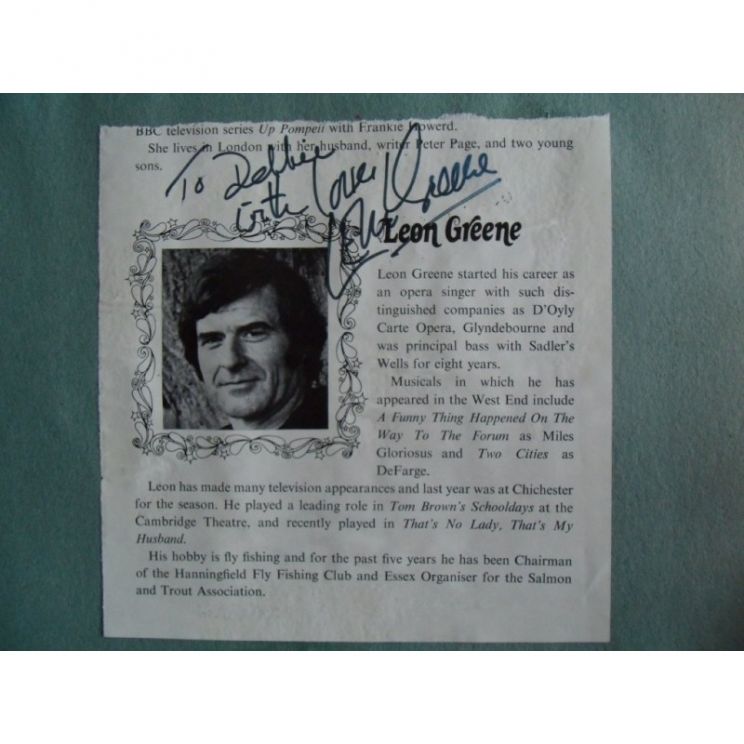 BBC television series Up Pompeii with Frankie Howerd.
She lives in London with her husband, writer Peter Page, and two young
sons.
To Debbie
with love
Leon Greene
Leon Greene
Leon Greene started his career as
an opera singer with such dis-
tinguished companies as D'Oyly
Carte Opera, Glyndebourne and
was principal bass with Sadler's
Wells for eight years.
Musicals in which he has
appeared in the West End include
A Funny Thing Happened On The
Way To The Forum as Miles
Gloriosus and Two Cities as
DeFarge.
Leon has made many television appearances and last year was at Chichester
for the season. He played a leading role in Tom Brown's Schooldays at the
Cambridge Theatre, and recently played in That's No Lady, That's My
Husband.
His hobby is fly fishing and for the past five years he has been Chairman
of the Hanningfield Fly Fishing Club and Essex Organiser for the Salmon
and Trout Association.